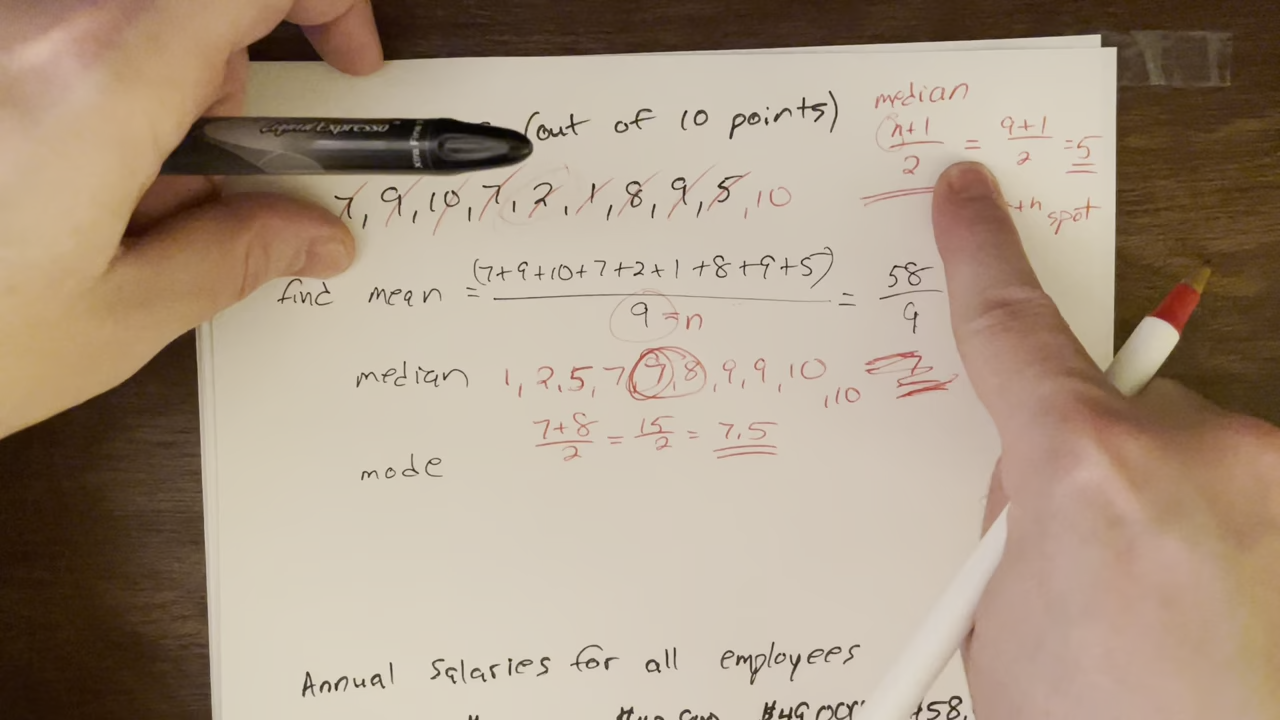 (out of 10 points)
7, 9, 10, 7, 2, 1, 8, 9, 5, 10
median
n+1/2 = 9+1/2 = 5
spot
find mean = (7+9+10+7+2+1+8+9+5)/9 = 58/9
=n
median 1, 2, 5, 7, 7, 8, 9, 9, 10, 10
7+8/2 = 15/2 = 7.5
mode
Annual salaries for all employees